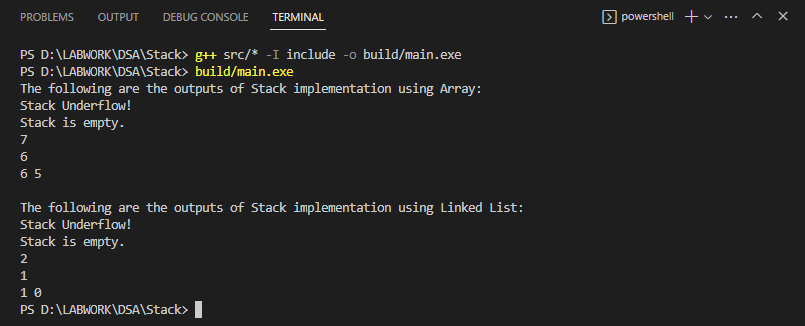 PROBLEMS OUTPUT DEBUG CONSOLE TERMINAL powershell
PS D:\LABWORK\DSA\Stack> g++ src/* -I include -o build/main.exe
PS D:\LABWORK\DSA\Stack> build/main.exe
The following are the outputs of Stack implementation using Array:
Stack Underflow!
Stack is empty.
7
6
6 5

The following are the outputs of Stack implementation using Linked List:
Stack Underflow!
Stack is empty.
2
1
1 0
PS D:\LABWORK\DSA\Stack>